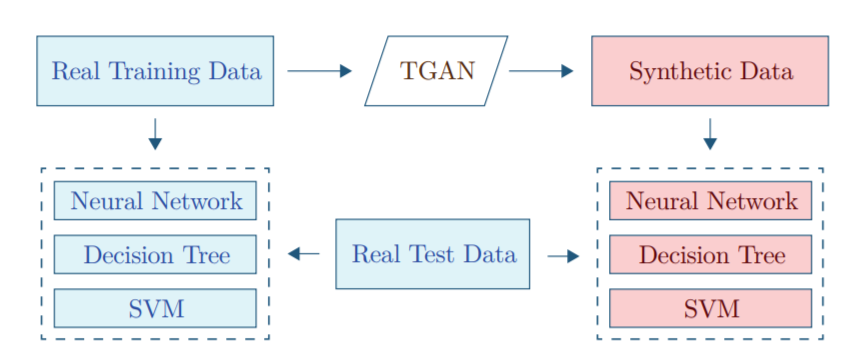 Real Training Data
TGAN
Synthetic Data
Neural Network
Decision Tree
SVM
Real Test Data
Neural Network
Decision Tree
SVM